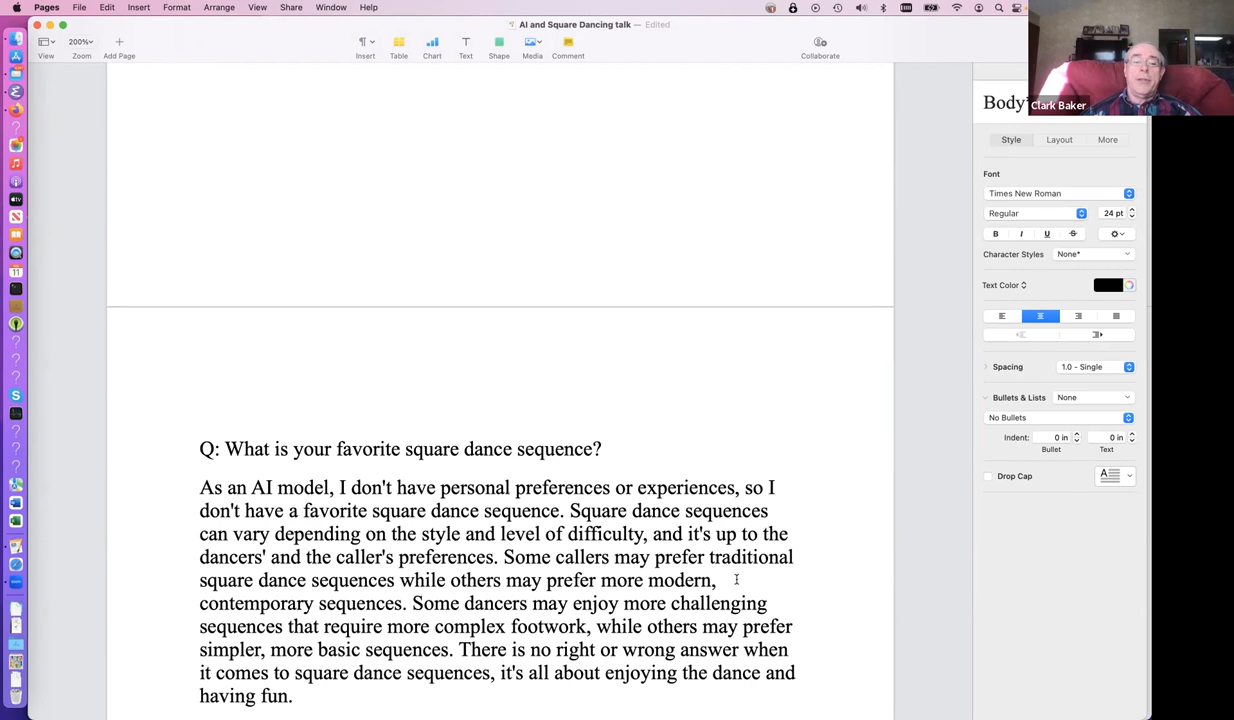 Pages File Edit Insert Format Arrange View Share Window Help
AI and Square Dancing talk — Edited
200%
View Zoom Add Page Insert Table Chart Text Shape Media Comment Collaborate
Clark Baker
Body
Style Layout More
Font
Times New Roman
Regular 24 pt
B I U S
Character Styles None*
Text Color
Spacing 1.0 - Single
Bullets & Lists None
No Bullets
Indent: 0 in 0 in
Bullet Text
Drop Cap
Q: What is your favorite square dance sequence?
As an AI model, I don't have personal preferences or experiences, so I
don't have a favorite square dance sequence. Square dance sequences
can vary depending on the style and level of difficulty, and it's up to the
dancers' and the caller's preferences. Some callers may prefer traditional
square dance sequences while others may prefer more modern,
contemporary sequences. Some dancers may enjoy more challenging
sequences that require more complex footwork, while others may prefer
simpler, more basic sequences. There is no right or wrong answer when
it comes to square dance sequences, it's all about enjoying the dance and
having fun.